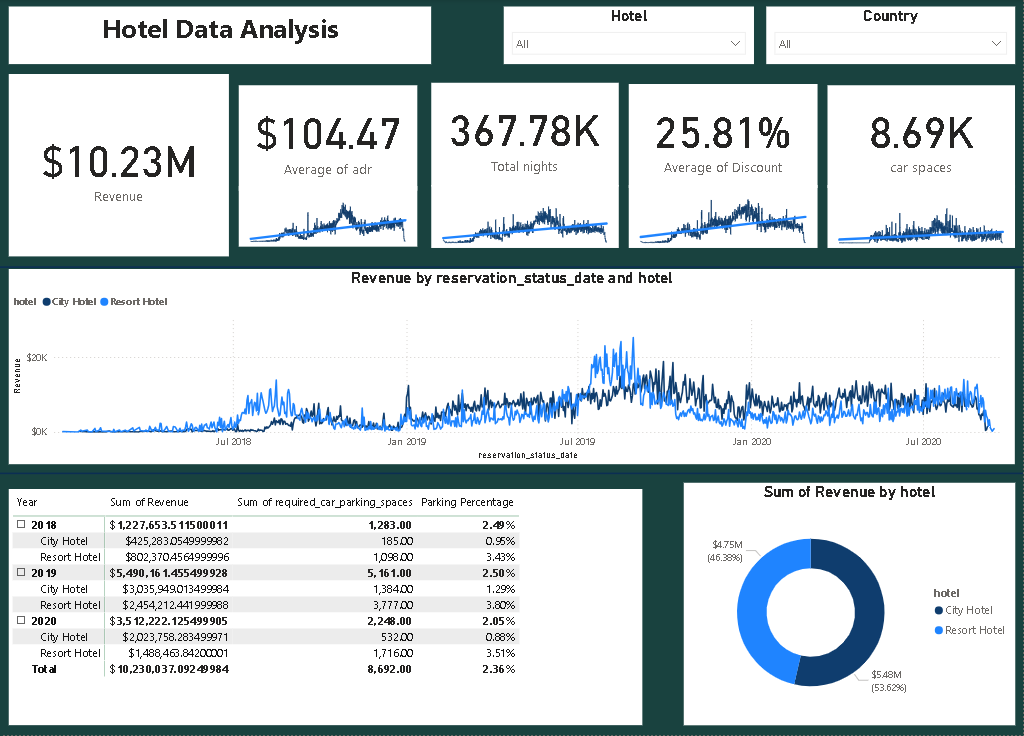 Hotel Data Analysis
Hotel
All
Country
All
$10.23M
Revenue
$104.47
Average of adr
367.78K
Total nights
25.81%
Average of Discount
8.69K
car spaces
Revenue by reservation_status_date and hotel
hotel City Hotel Resort Hotel
Revenue
$20K
$0K
Jul 2018 Jan 2019 Jul 2019 Jan 2020 Jul 2020
reservation_status_date
Year Sum of Revenue Sum of required_car_parking_spaces Parking Percentage
2018 $1,227,653.511500011 1,283.00 2.49%
City Hotel $425,283.0549999982 185.00 0.95%
Resort Hotel $802,370.4564999996 1,098.00 3.43%
2019 $5,490,161.455499928 5,161.00 2.50%
City Hotel $3,035,949.013499984 1,384.00 1.29%
Resort Hotel $2,454,212.441999988 3,777.00 3.80%
2020 $3,512,222.125499905 2,248.00 2.05%
City Hotel $2,023,758.283499971 532.00 0.88%
Resort Hotel $1,488,463.84200001 1,716.00 3.51%
Total $10,230,037.09249984 8,692.00 2.36%
Sum of Revenue by hotel
$4.75M
(46.38%)
$5.48M
(53.62%)
hotel
City Hotel
Resort Hotel